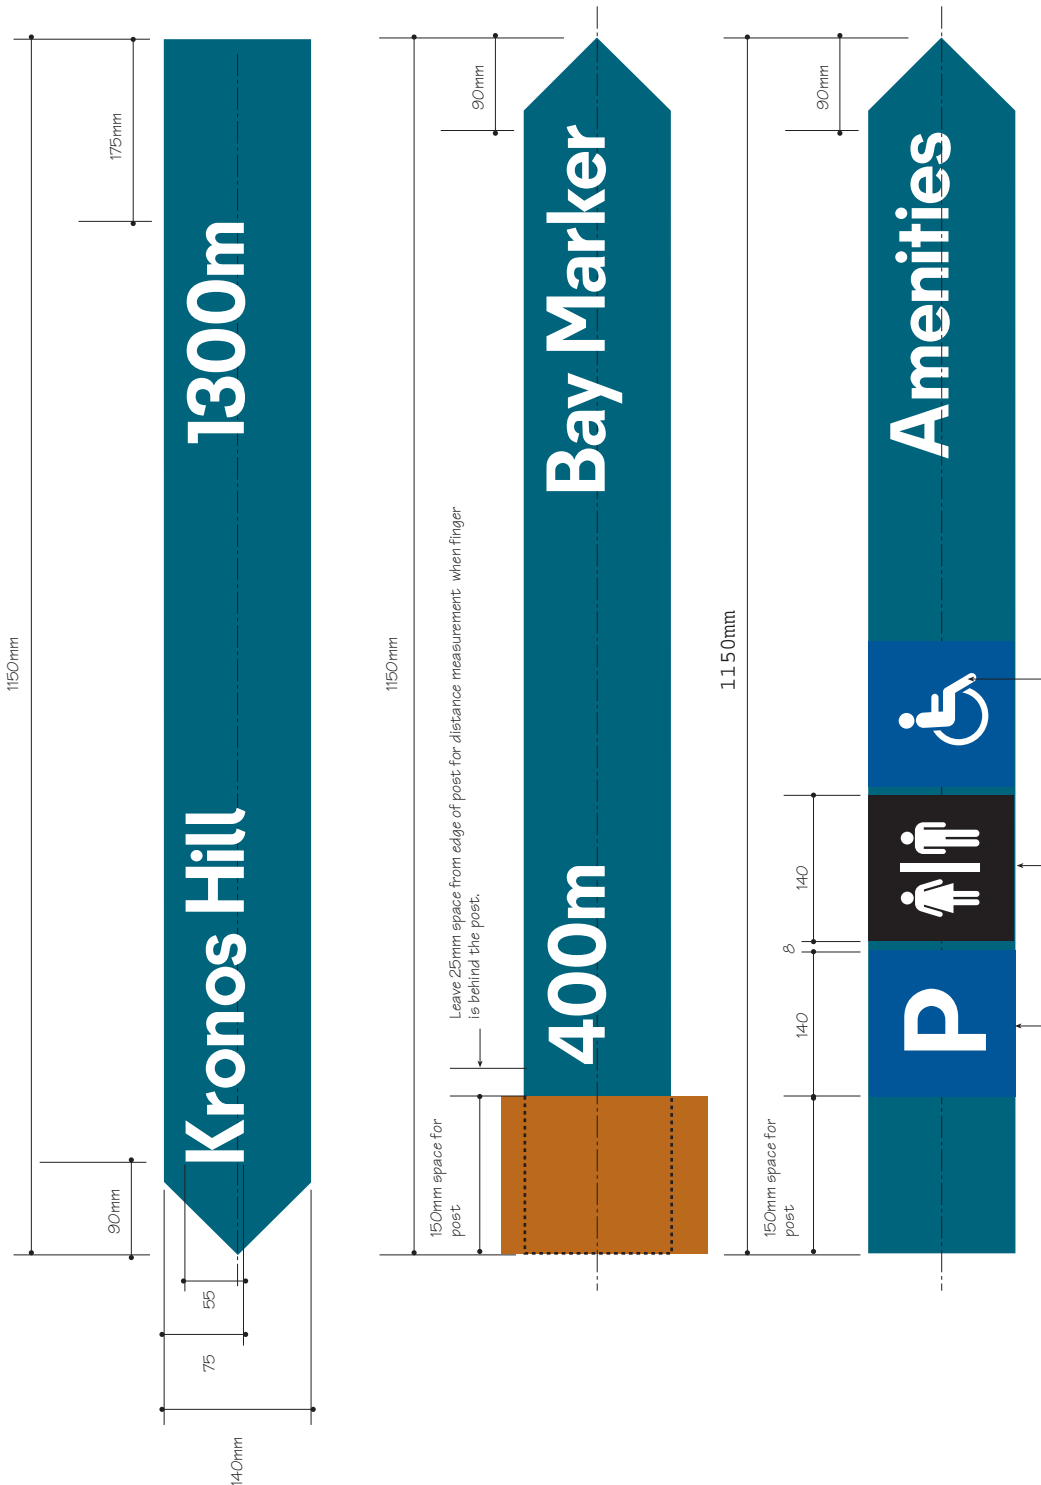 1150mm
175mm
1300m
Kronos Hill
90mm
55
75
140mm
1150mm
90mm
Bay Marker
400m
Leave 25mm space from edge of post for distance measurement when finger
is behind the post.
150mm space for
post
1150mm
90mm
Amenities
140
8
140
P
150mm space for
post